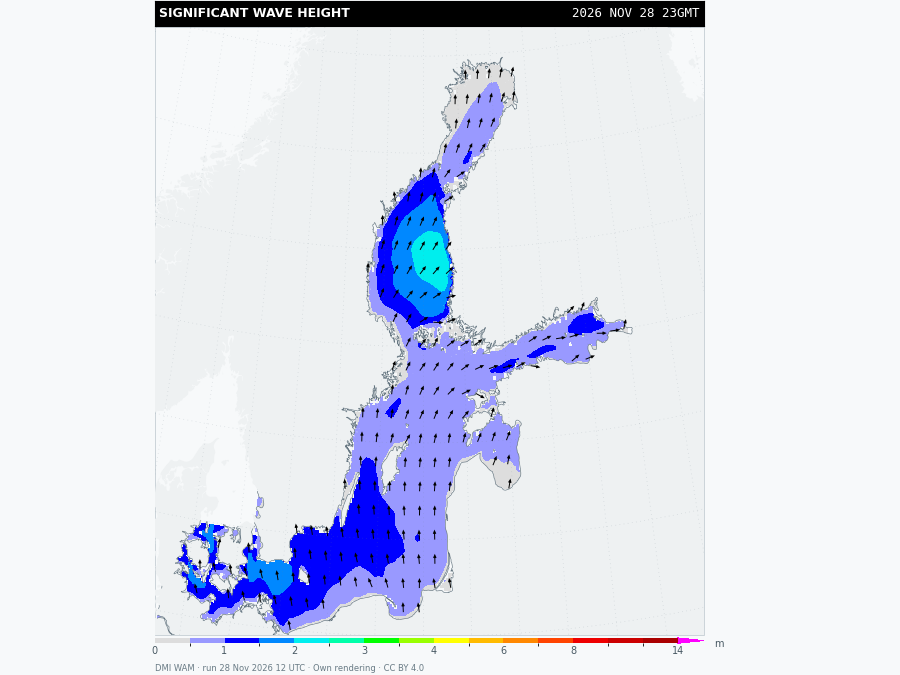 SIGNIFICANT WAVE HEIGHT
2026 NOV 28 23GMT
0 1 2 3 4 6 8 14 m
DMI WAM · run 28 Nov 2026 12 UTC · Own rendering · CC BY 4.0